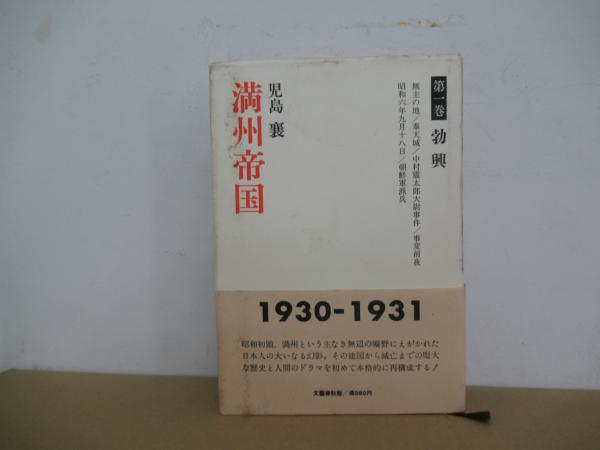 第一巻 勃興
無主の地／奉天城／中村震太郎大尉事件／事変前夜
昭和六年九月十八日／朝鮮軍派兵
児島 襄
満州帝国
1930-1931
昭和初頭、満州という主なき無辺の曠野にえがかれた
日本人の大いなる幻影。その建国から滅亡までの厖大
な歴史と人間のドラマを初めて本格的に再構成する！
文藝春秋版／価980円